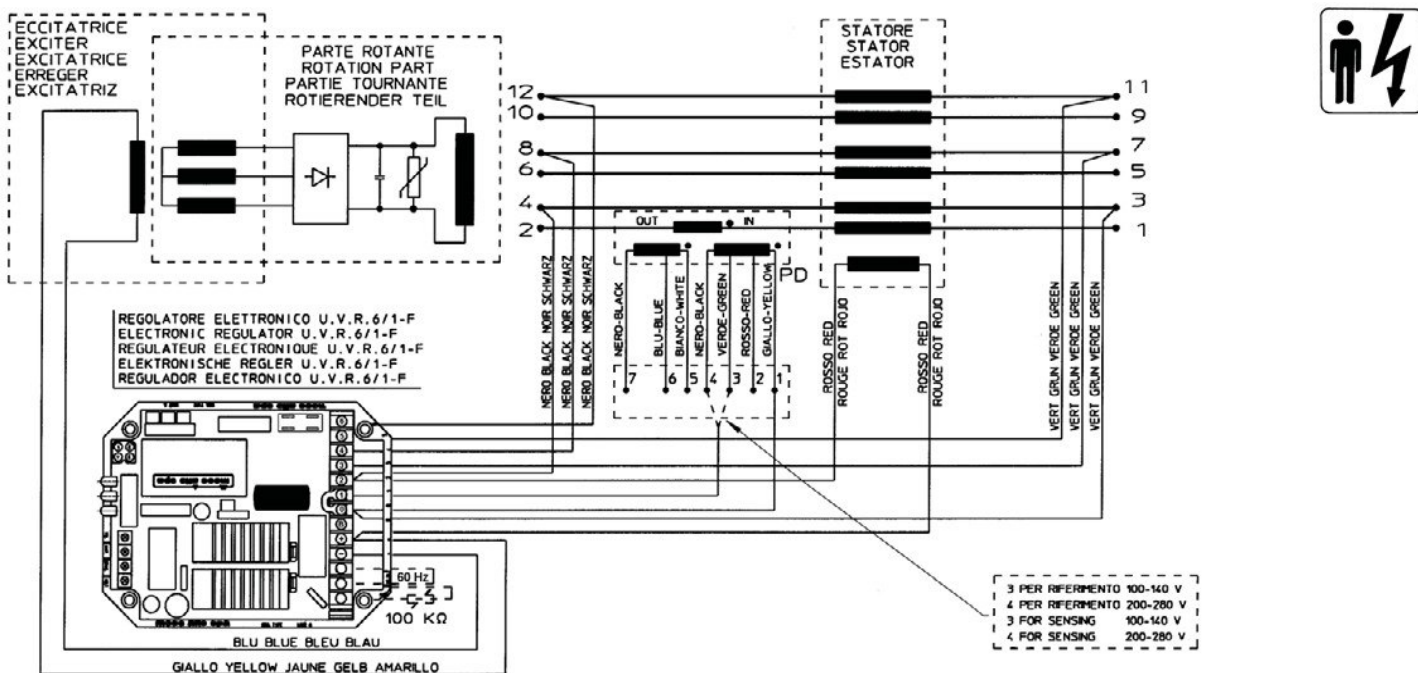 ECCITATRICE
EXCITER
EXCITATRICE
ERREGER
EXCITATRIZ
PARTE ROTANTE
ROTATION PART
PARTIE TOURNANTE
ROTIERENDER TEIL
STATORE
STATOR
ESTATOR
12
10
8
6
4
2
11
9
7
5
3
1
OUT
IN
PD
NERO BLACK NOIR SCHWARZ
NERO BLACK NOIR SCHWARZ
NERO BLACK NOIR SCHWARZ
NERO-BLACK
BLU-BLUE
BIANCO-WHITE
NERO-BLACK
VERDE-GREEN
ROSSO-RED
GIALLO-YELLOW
7 6 5 4 3 2 1
ROSSO RED
ROUGE ROT ROJO
ROSSO RED
ROUGE ROT ROJO
VERT GRUN VERDE GREEN
VERT GRUN VERDE GREEN
VERT GRUN VERDE GREEN
REGOLATORE ELETTRONICO U.V.R.6/1-F
ELECTRONIC REGULATOR U.V.R.6/1-F
REGULATEUR ELECTRONIQUE U.V.R.6/1-F
ELEKTRONISCHE REGLER U.V.R.6/1-F
REGULADOR ELECTRONICO U.V.R.6/1-F
60 Hz
100 KΩ
BLU BLUE BLEU BLAU
GIALLO YELLOW JAUNE GELB AMARILLO
3 PER RIFERIMENTO 100-140 V
4 PER RIFERIMENTO 200-280 V
3 FOR SENSING 100-140 V
4 FOR SENSING 200-280 V